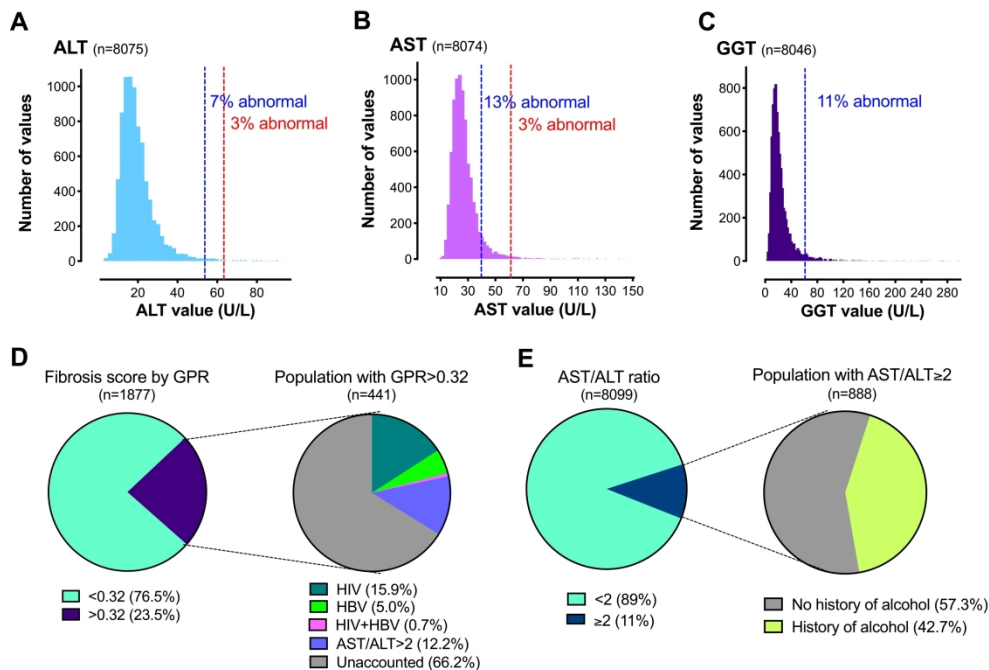 A
ALT (n=8075)
Number of values
1000
800
600
400
200
0
7% abnormal
3% abnormal
20 40 60 80
ALT value (U/L)
B
AST (n=8074)
Number of values
1000
800
600
400
200
0
13% abnormal
3% abnormal
10 30 50 70 90 110 130 150
AST value (U/L)
C
GGT (n=8046)
Number of values
800
600
400
200
0
11% abnormal
0 40 80 120 160 200 240 280
GGT value (U/L)
D
Fibrosis score by GPR
(n=1877)
<0.32 (76.5%)
>0.32 (23.5%)
Population with GPR>0.32
(n=441)
HIV (15.9%)
HBV (5.0%)
HIV+HBV (0.7%)
AST/ALT>2 (12.2%)
Unaccounted (66.2%)
E
AST/ALT ratio
(n=8099)
<2 (89%)
≥2 (11%)
Population with AST/ALT≥2
(n=888)
No history of alcohol (57.3%)
History of alcohol (42.7%)